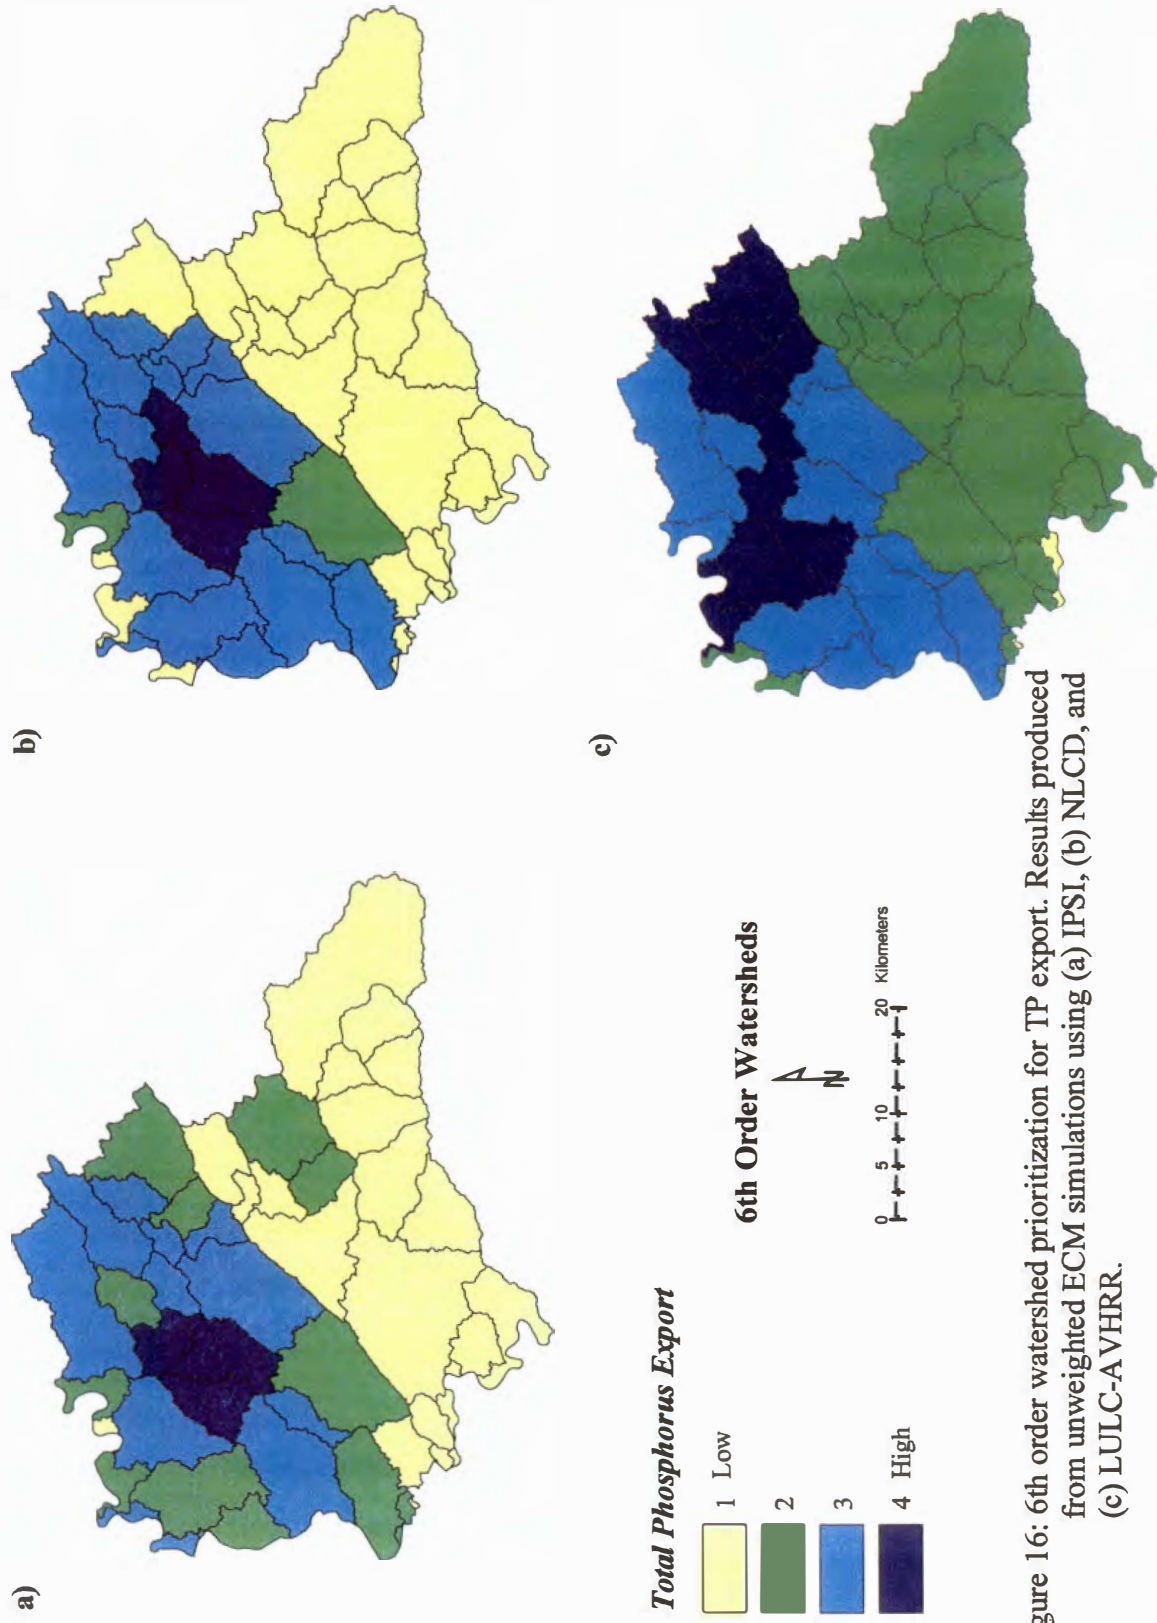 a)
b)
c)
Total Phosphorus Export
1 Low
2
3
4 High
6th Order Watersheds
N
0 5 10 20 Kilometers
gure 16: 6th order watershed prioritization for TP export. Results produced
from unweighted ECM simulations using (a) IPSI, (b) NLCD, and
(c) LULC-AVHRR.